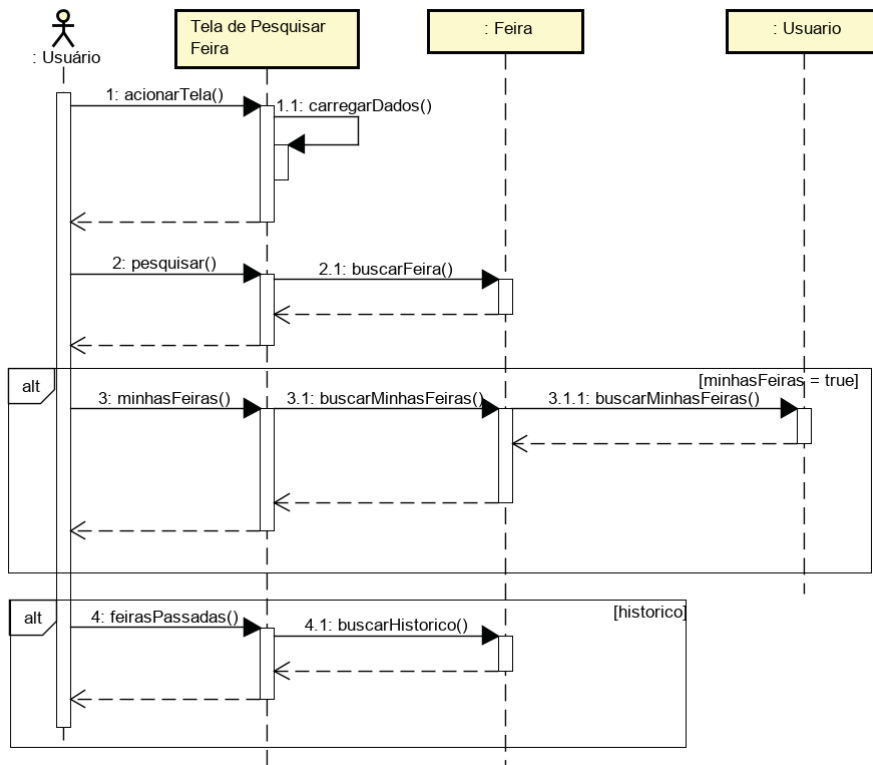 : Usuário
Tela de Pesquisar
Feira
: Feira
: Usuario
1: acionarTela()
1.1: carregarDados()
2: pesquisar()
2.1: buscarFeira()
alt
[minhasFeiras = true]
3: minhasFeiras()
3.1: buscarMinhasFeiras()
3.1.1: buscarMinhasFeiras()
alt
[historico]
4: feirasPassadas()
4.1: buscarHistorico()